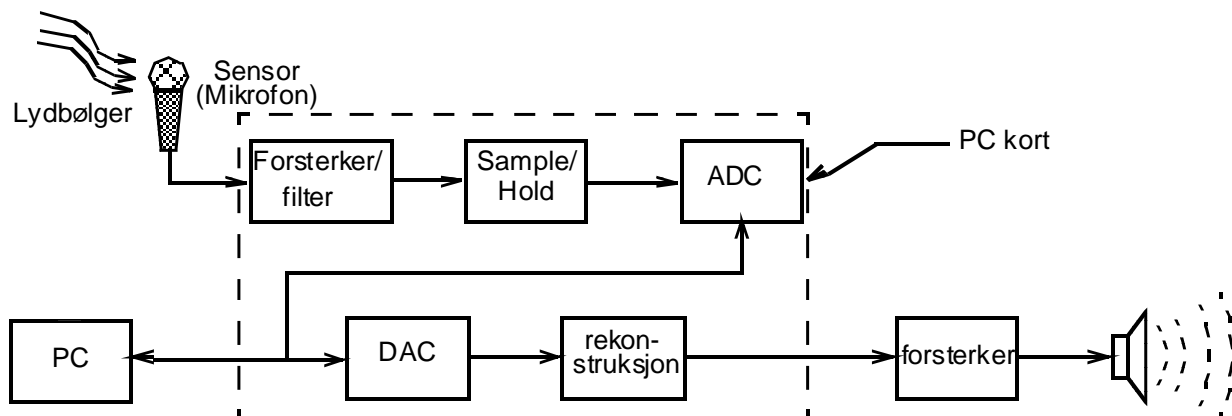 Lydbølger
Sensor
(Mikrofon)
Forsterker/
filter
Sample/
Hold
ADC
PC kort
PC
DAC
rekon-
struksjon
forsterker